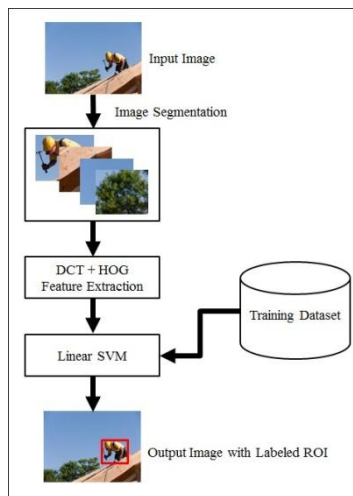 Input Image
Image Segmentation
DCT + HOG
Feature Extraction
Linear SVM
Training Dataset
Output Image with Labeled ROI